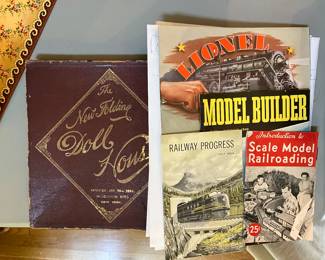 The
New Folding
Doll
House
LIONEL
MODEL BUILDER
RAILWAY PROGRESS
Introduction to
Scale Model
Railroading
25¢